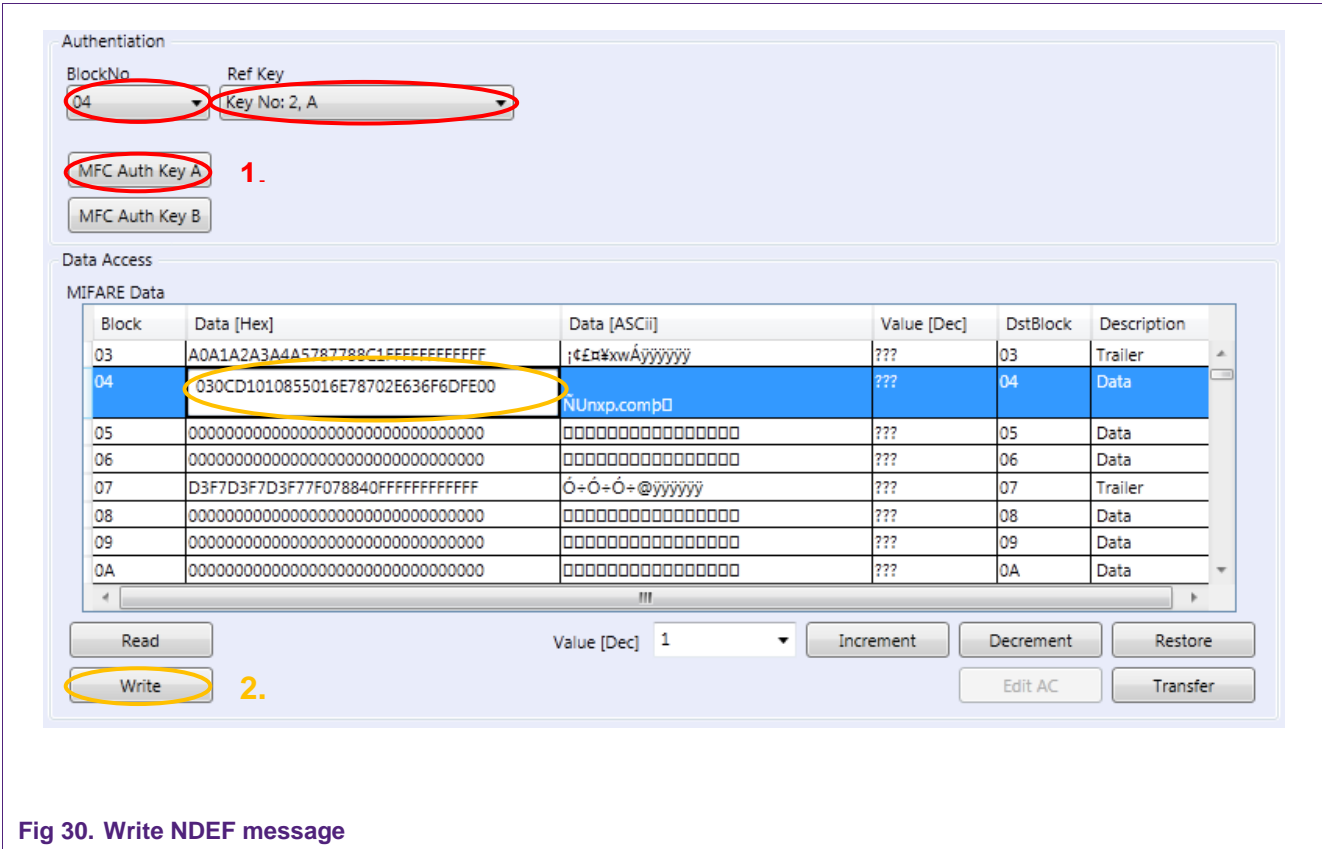 Authentiation
BlockNo Ref Key
04 Key No: 2, A
MFC Auth Key A 1.
MFC Auth Key B
Data Access
MIFARE Data
Block Data [Hex] Data [ASCii] Value [Dec] DstBlock Description
03 A0A1A2A3A4A5787788C1FFFFFFFFFFFF ¡¢£¤¥xwÁÿÿÿÿÿÿ ??? 03 Trailer
04 030CD1010855016E78702E636F6DFE00 ??? 04 Data
ÑUnxp.comþ□
05 00000000000000000000000000000000 □□□□□□□□□□□□□□□□ ??? 05 Data
06 00000000000000000000000000000000 □□□□□□□□□□□□□□□□ ??? 06 Data
07 D3F7D3F7D3F77F078840FFFFFFFFFFFF Ó÷Ó÷@ÿÿÿÿÿÿ ??? 07 Trailer
08 00000000000000000000000000000000 □□□□□□□□□□□□□□□□ ??? 08 Data
09 00000000000000000000000000000000 □□□□□□□□□□□□□□□□ ??? 09 Data
0A 00000000000000000000000000000000 □□□□□□□□□□□□□□□□ ??? 0A Data
Read Value [Dec] 1 Increment Decrement Restore
Write 2. Edit AC Transfer
Fig 30. Write NDEF message